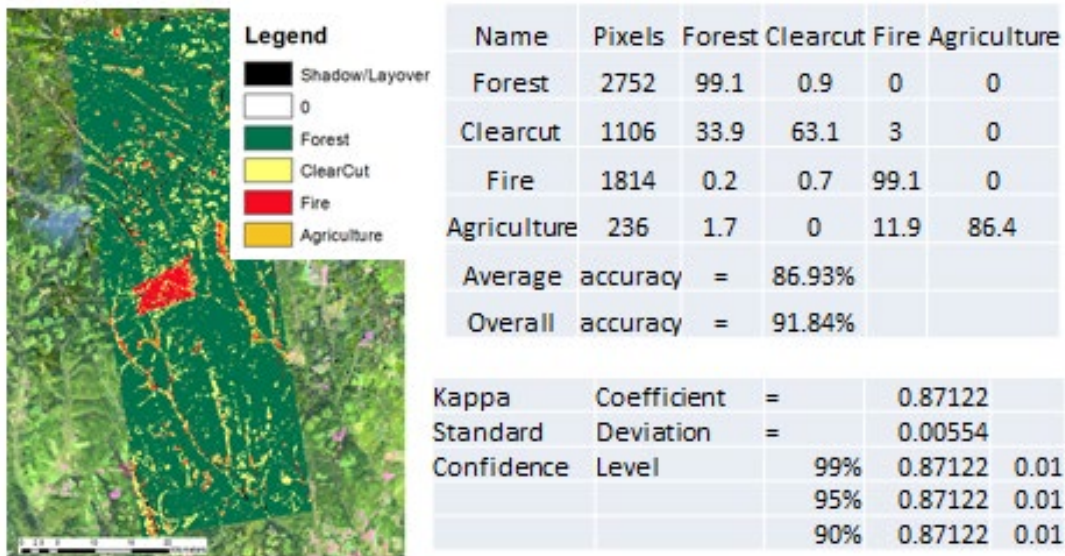 Legend
Shadow/Layover
0
Forest
ClearCut
Fire
Agriculture
Name Pixels Forest Clearcut Fire Agriculture
Forest 2752 99.1 0.9 0 0
Clearcut 1106 33.9 63.1 3 0
Fire 1814 0.2 0.7 99.1 0
Agriculture 236 1.7 0 11.9 86.4
Average accuracy = 86.93%
Overall accuracy = 91.84%
Kappa Coefficient = 0.87122
Standard Deviation = 0.00554
Confidence Level 99% 0.87122 0.01
95% 0.87122 0.01
90% 0.87122 0.01